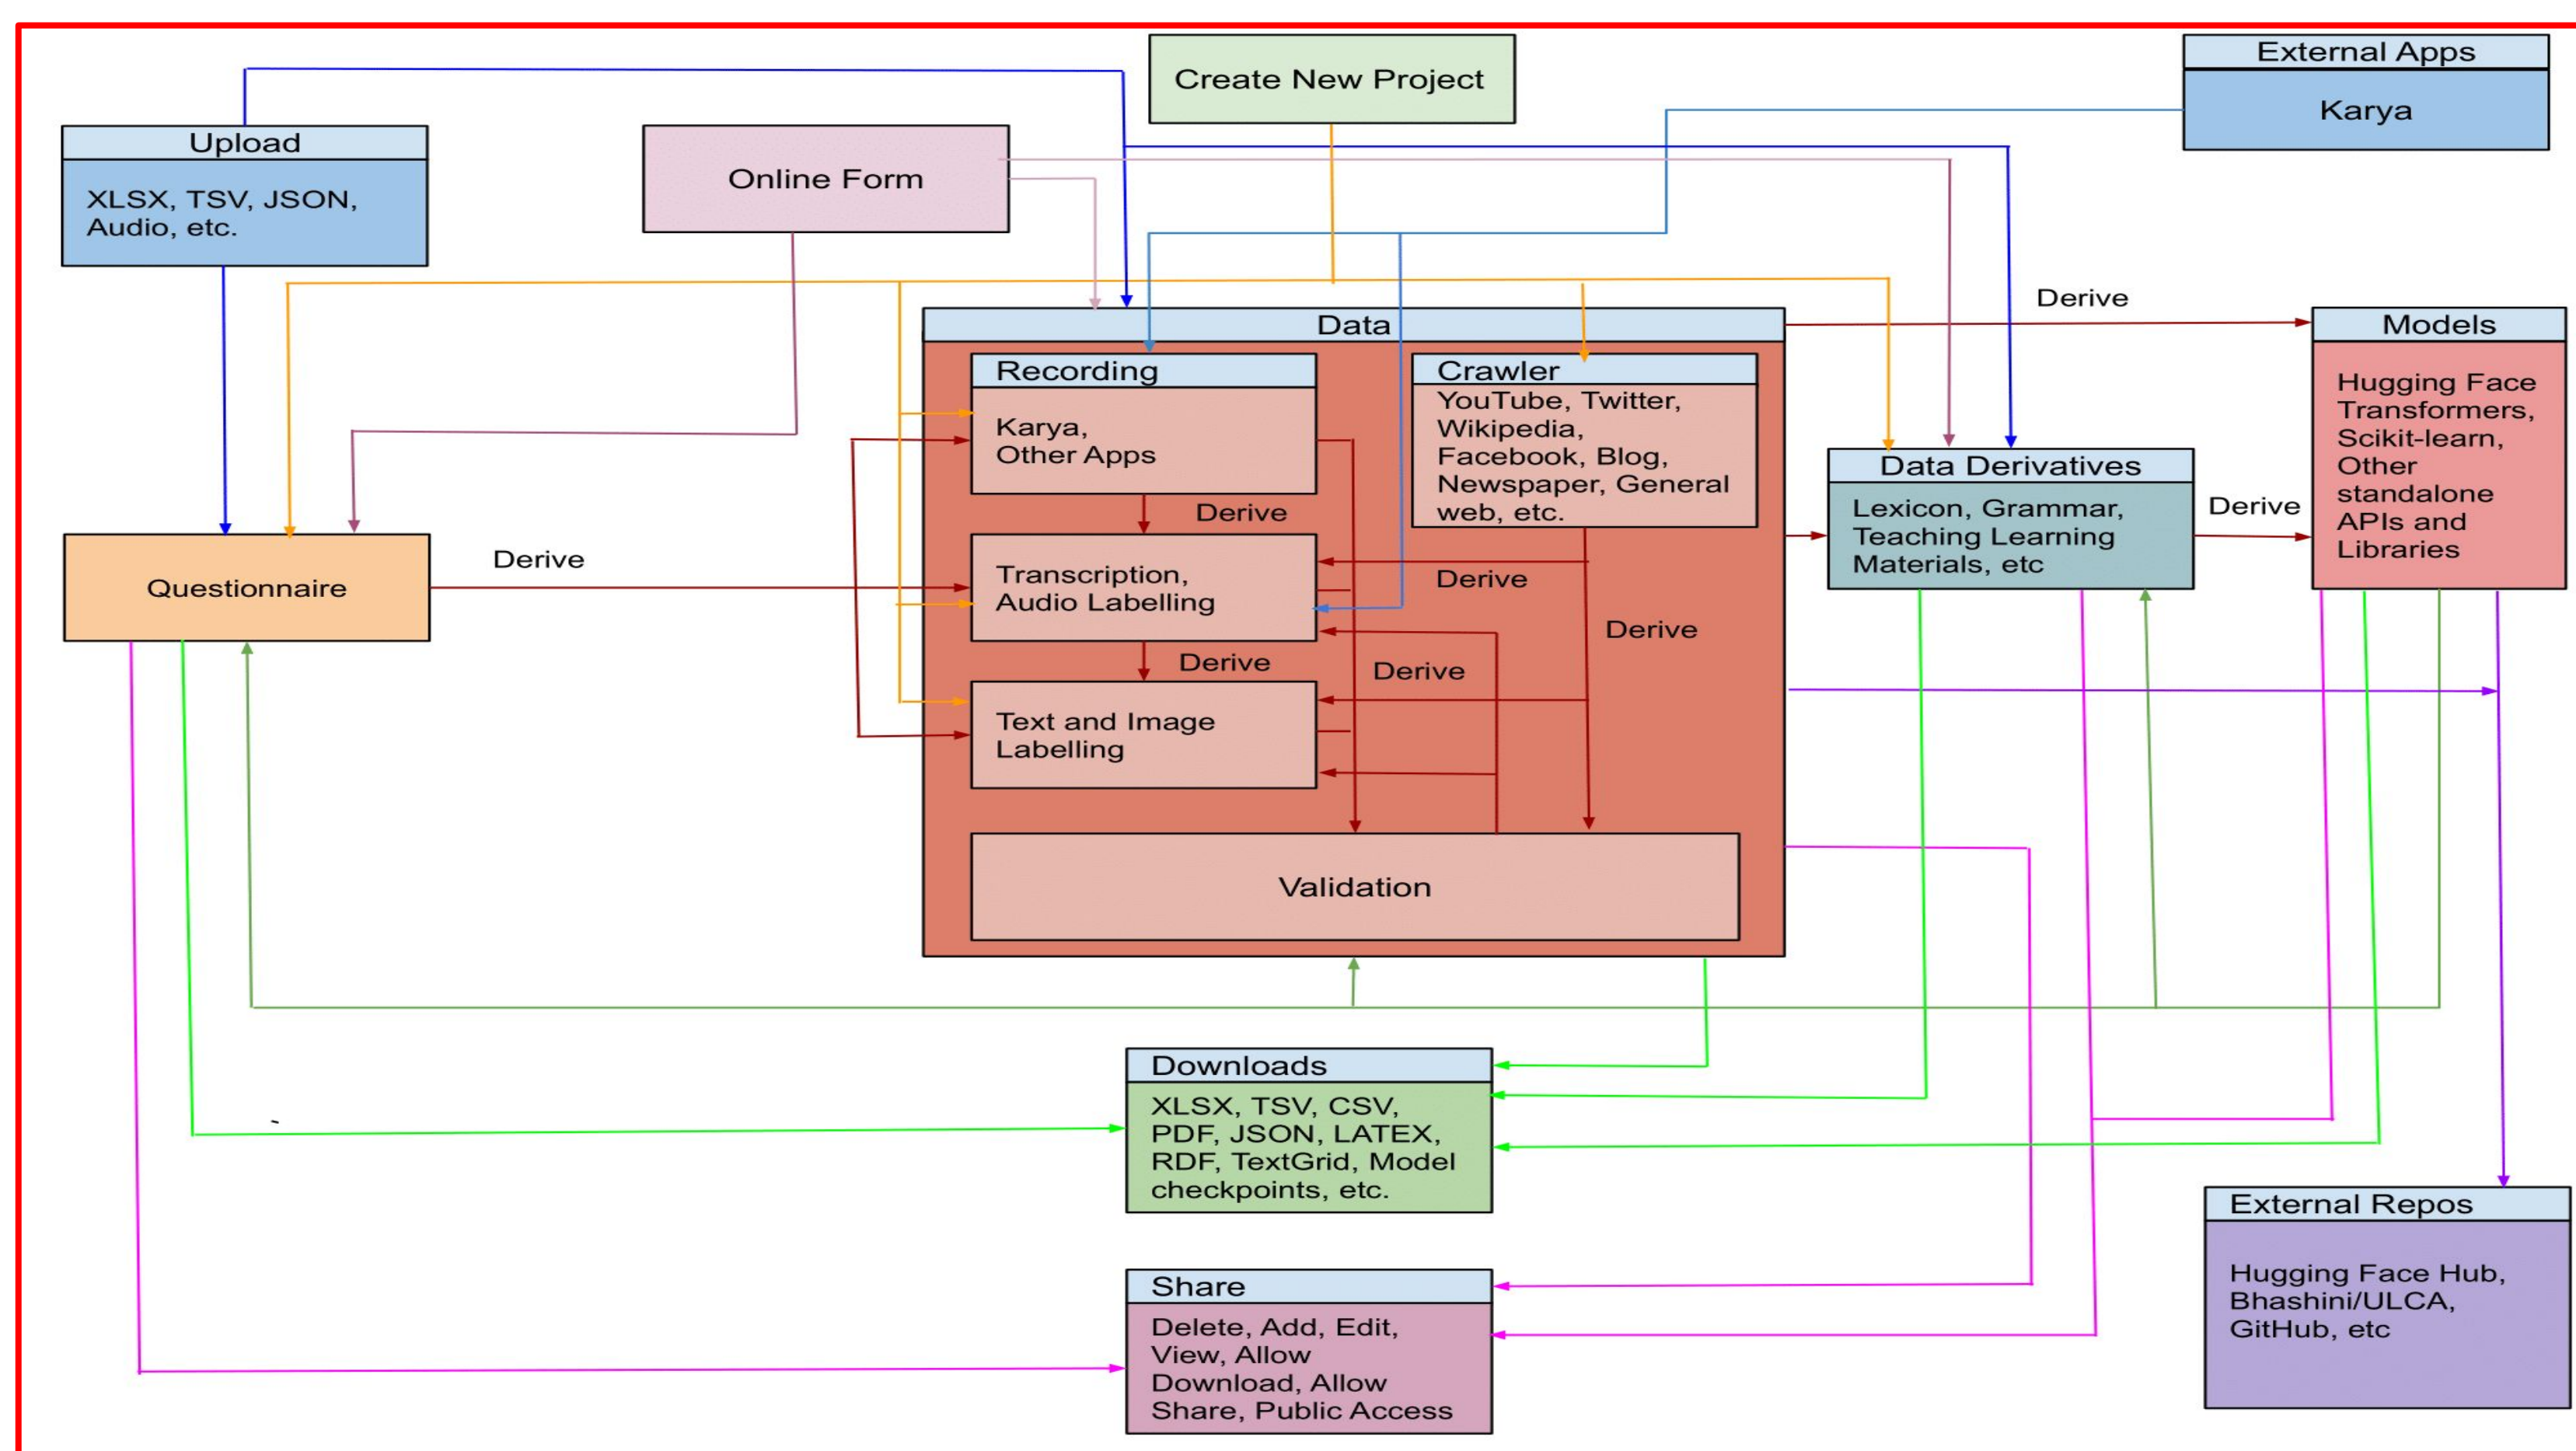 Create New Project
External Apps
Karya
Upload
XLSX, TSV, JSON,
Audio, etc.
Online Form
Derive
Data
Models
Hugging Face
Transformers,
Scikit-learn,
Other
standalone
APIs and
Libraries
Recording
Karya,
Other Apps
Crawler
YouTube, Twitter,
Wikipedia,
Facebook, Blog,
Newspaper, General
web, etc.
Data Derivatives
Lexicon, Grammar,
Teaching Learning
Materials, etc
Derive
Derive
Questionnaire
Derive
Transcription,
Audio Labelling
Derive
Derive
Derive
Derive
Text and Image
Labelling
Validation
Downloads
XLSX, TSV, CSV,
PDF, JSON, LATEX,
RDF, TextGrid, Model
checkpoints, etc.
External Repos
Hugging Face Hub,
Bhashini/ULCA,
GitHub, etc
Share
Delete, Add, Edit,
View, Allow
Download, Allow
Share, Public Access